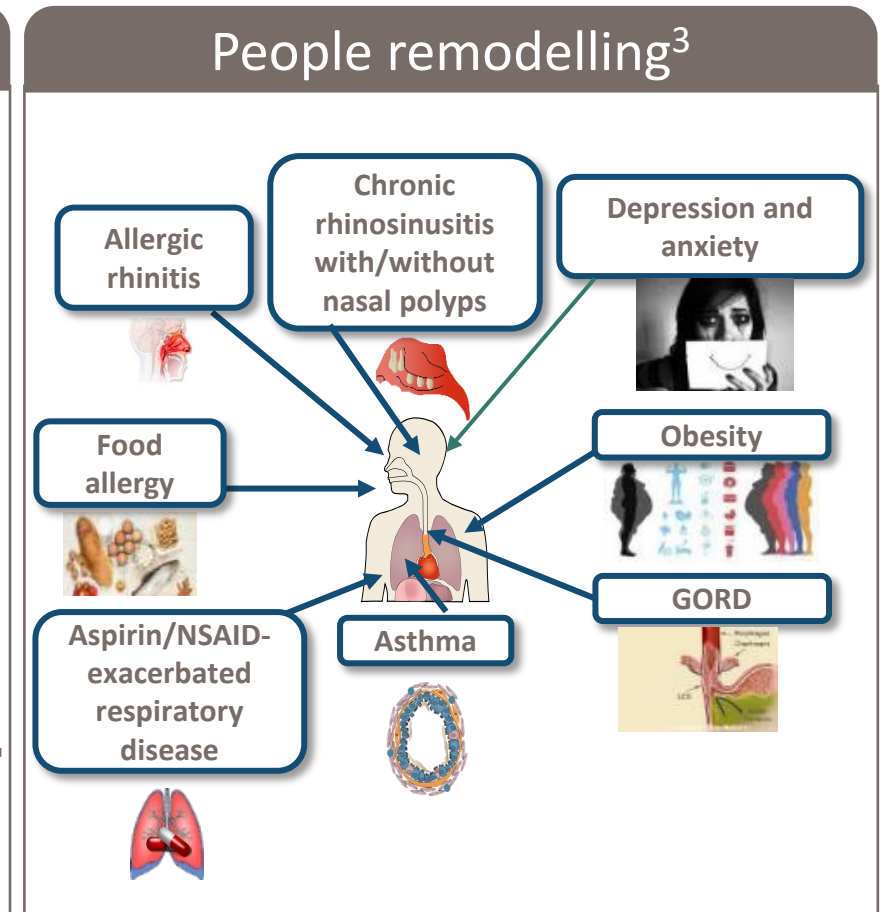 People remodelling³
Allergic
rhinitis
Chronic
rhinosinusitis
with/without
nasal polyps
Depression and
anxiety
Food
allergy
Obesity
Aspirin/NSAID-
exacerbated
respiratory
disease
Asthma
GORD
LCS